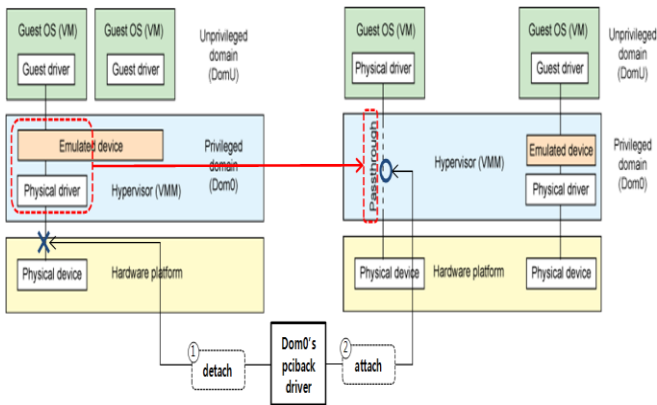 Guest OS (VM)
Guest driver
Guest OS (VM)
Guest driver
Unprivileged
domain
(DomU)
Emulated device
Physical driver
Hypervisor (VMM)
Privileged
domain
(Dom0)
Physical device
Hardware platform
Guest OS (VM)
Physical driver
Guest OS (VM)
Guest driver
Unprivileged
domain
(DomU)
Passthrough
Hypervisor (VMM)
Emulated device
Physical driver
Privileged
domain
(Dom0)
Physical device
Hardware platform
Physical device
1
detach
Dom0's
pciback
driver
2
attach